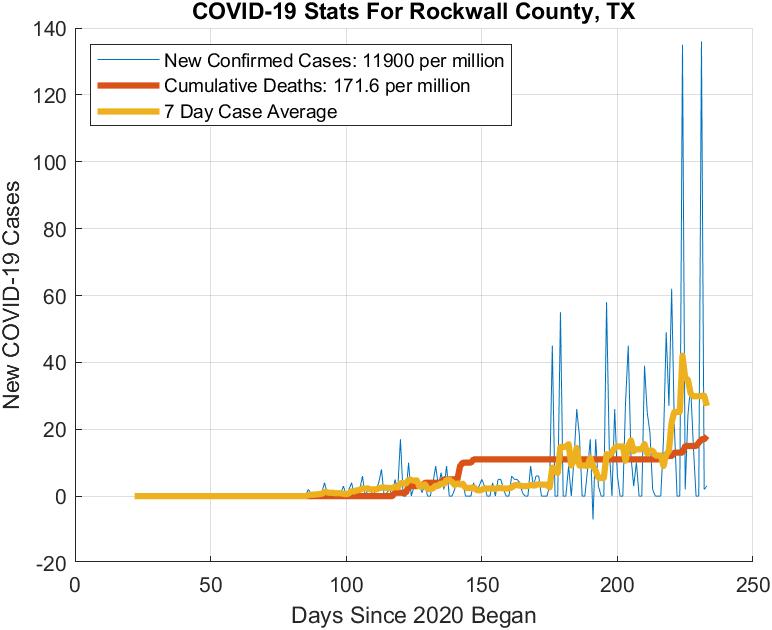 COVID-19 Stats For Rockwall County, TX
New Confirmed Cases: 11900 per million
Cumulative Deaths: 171.6 per million
7 Day Case Average
140
120
100
80
60
40
20
0
-20
New COVID-19 Cases
0 50 100 150 200 250
Days Since 2020 Began